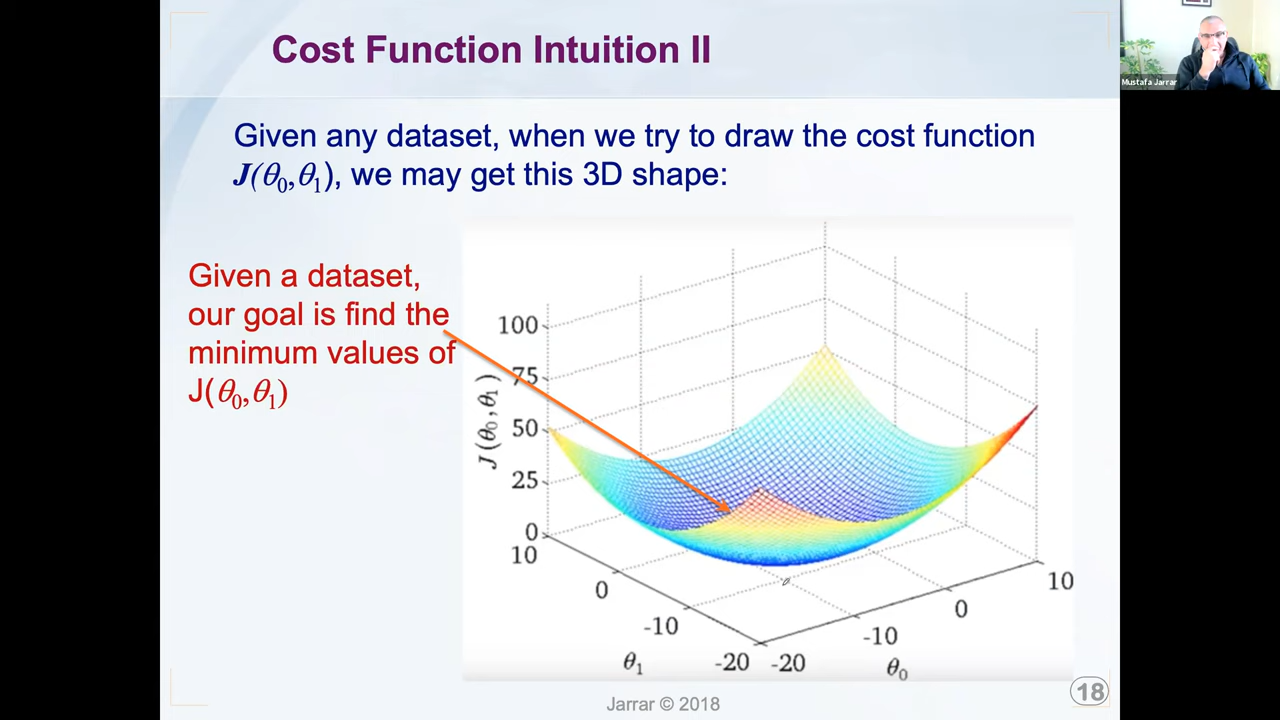 Cost Function Intuition II
Mustafa Jarrar
Given any dataset, when we try to draw the cost function
J(θ0,θ1), we may get this 3D shape:
Given a dataset,
our goal is find the
minimum values of
J(θ0,θ1)
J(θ0,θ1)
100
75
50
25
0
10
0
-10
-20
θ1
-20
-10
0
10
θ0
Jarrar © 2018
18